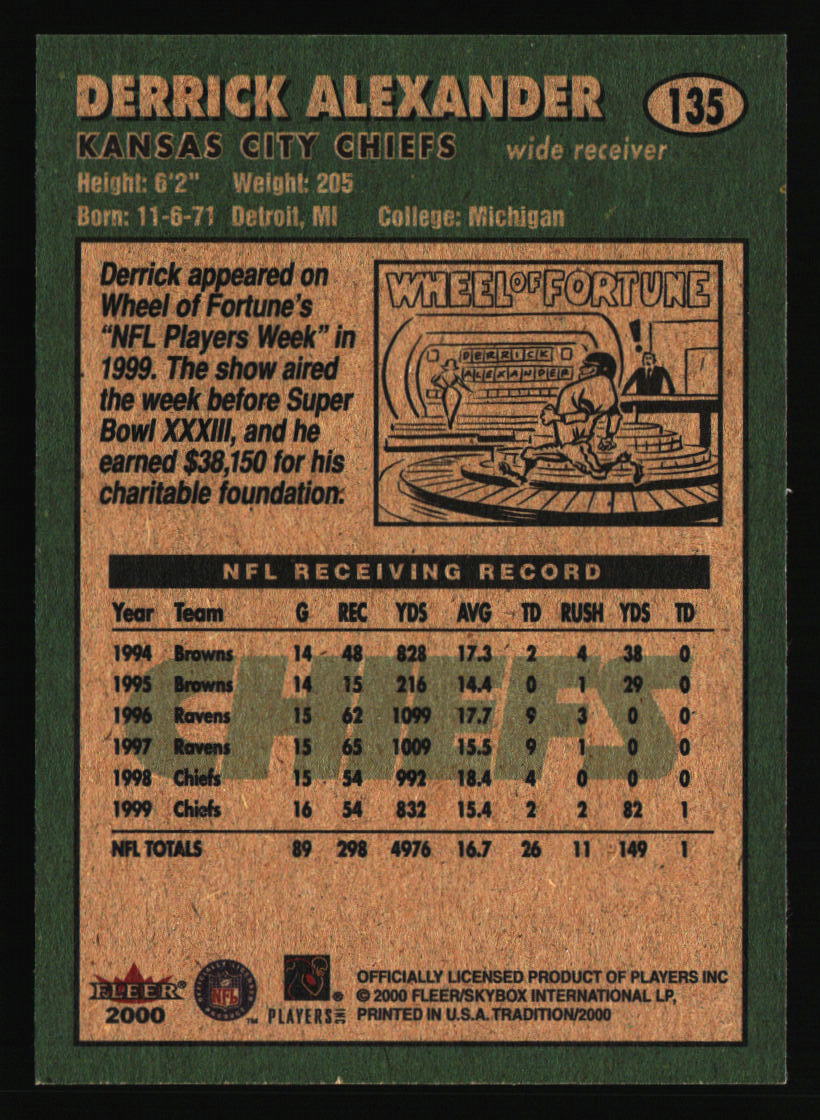 DERRICK ALEXANDER 135
KANSAS CITY CHIEFS wide receiver
Height: 6'2" Weight: 205
Born: 11-6-71 Detroit, MI College: Michigan
Derrick appeared on
Wheel of Fortune's
"NFL Players Week" in
1999. The show aired
the week before Super
Bowl XXXIII, and he
earned $38,150 for his
charitable foundation.
WHEEL OF FORTUNE
DERRICK
ALEXANDER
!
NFL RECEIVING RECORD
Year Team G REC YDS AVG TD RUSH YDS TD
1994 Browns 14 48 828 17.3 2 4 38 0
1995 Browns 14 15 216 14.4 0 1 29 0
1996 Ravens 15 62 1099 17.7 9 3 0 0
1997 Ravens 15 65 1009 15.5 9 1 0 0
1998 Chiefs 15 54 992 18.4 4 0 0 0
1999 Chiefs 16 54 832 15.4 2 2 82 1
NFL TOTALS 89 298 4976 16.7 26 11 149 1
CHIEFS
FLEER®
2000
NFL
™
®
PLAYERS INC
OFFICIALLY LICENSED PRODUCT OF PLAYERS INC
© 2000 FLEER/SKYBOX INTERNATIONAL LP,
PRINTED IN U.S.A. TRADITION/2000